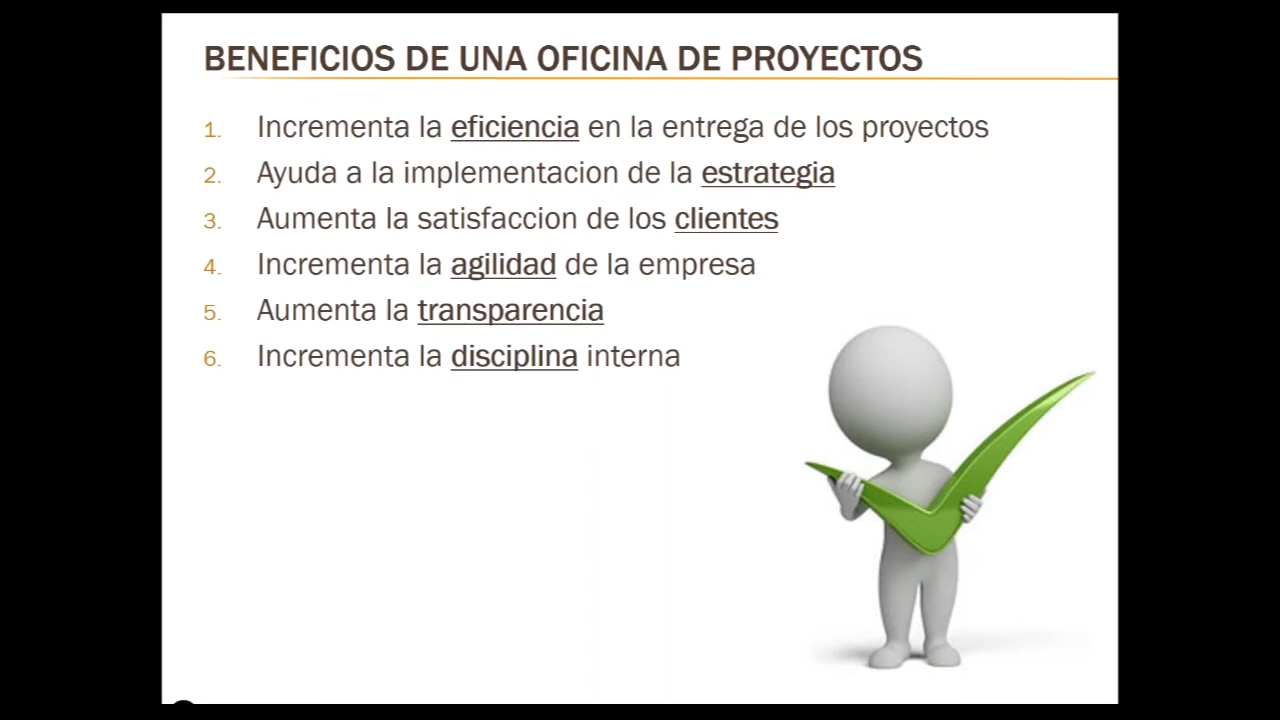 BENEFICIOS DE UNA OFICINA DE PROYECTOS
1. Incrementa la eficiencia en la entrega de los proyectos
2. Ayuda a la implementacion de la estrategia
3. Aumenta la satisfaccion de los clientes
4. Incrementa la agilidad de la empresa
5. Aumenta la transparencia
6. Incrementa la disciplina interna